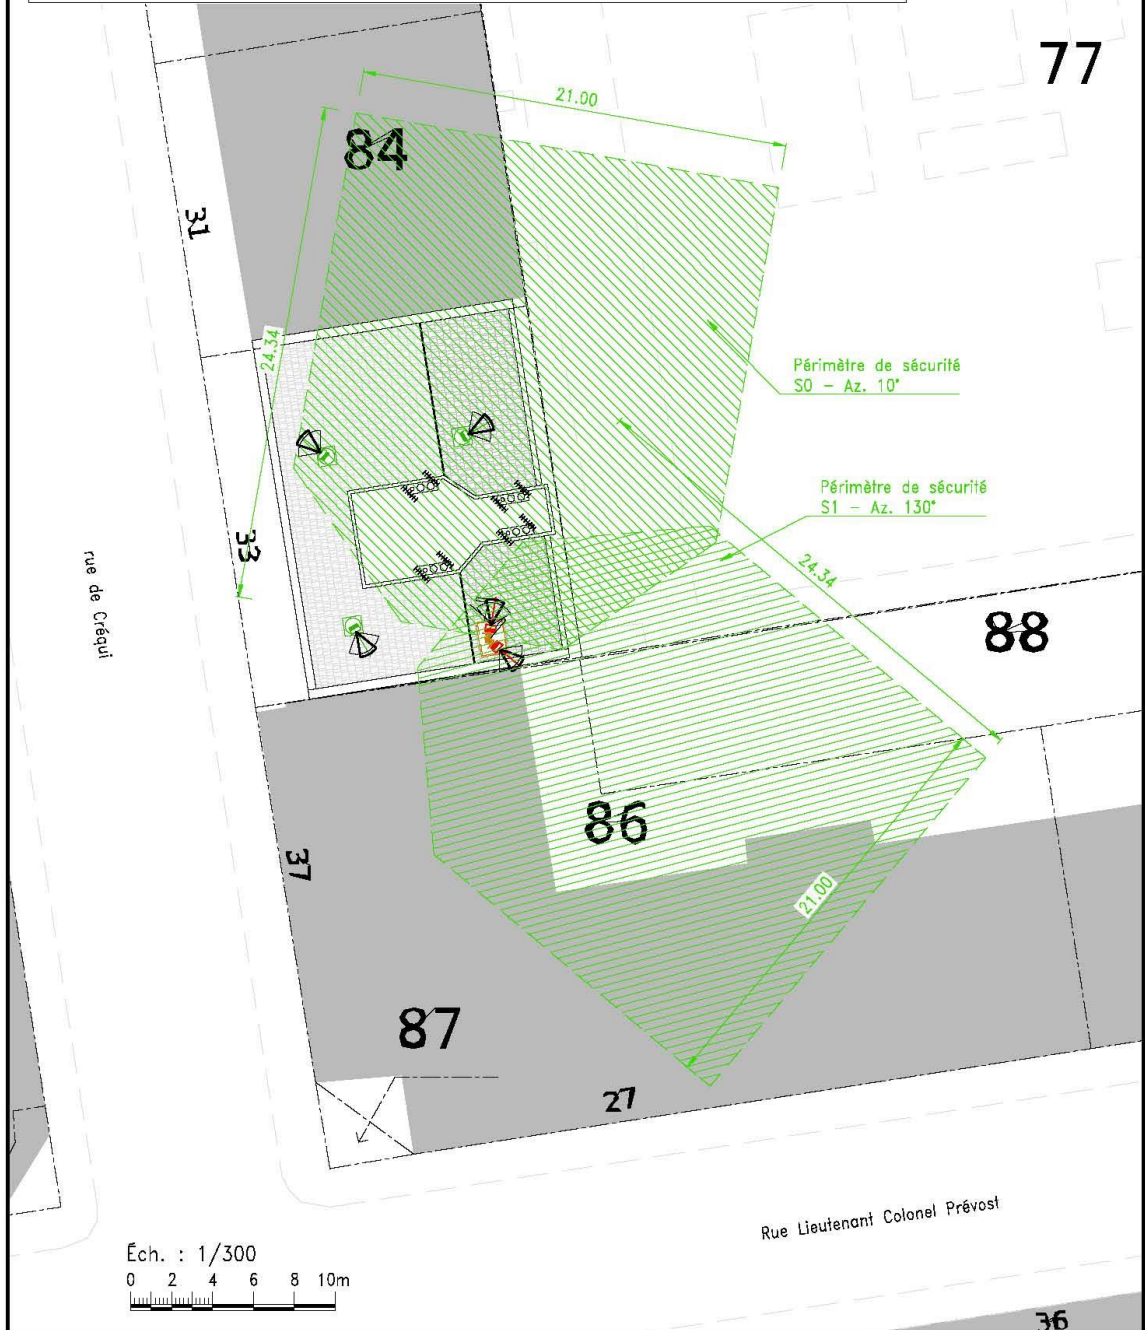 77
21.00
84
31
24.34
Périmètre de sécurité
S0 - Az. 10°
Périmètre de sécurité
S1 - Az. 130°
33
rue de Créqui
24.34
88
86
37
21.00
87
27
Rue Lieutenant Colonel Prévost
Éch. : 1/300
0 2 4 6 8 10m
36